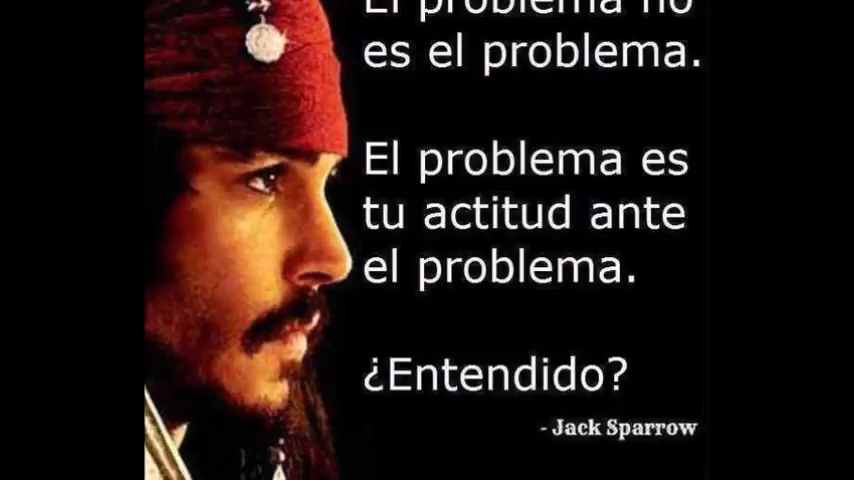 El problema no
es el problema.
El problema es
tu actitud ante
el problema.
¿Entendido?
- Jack Sparrow